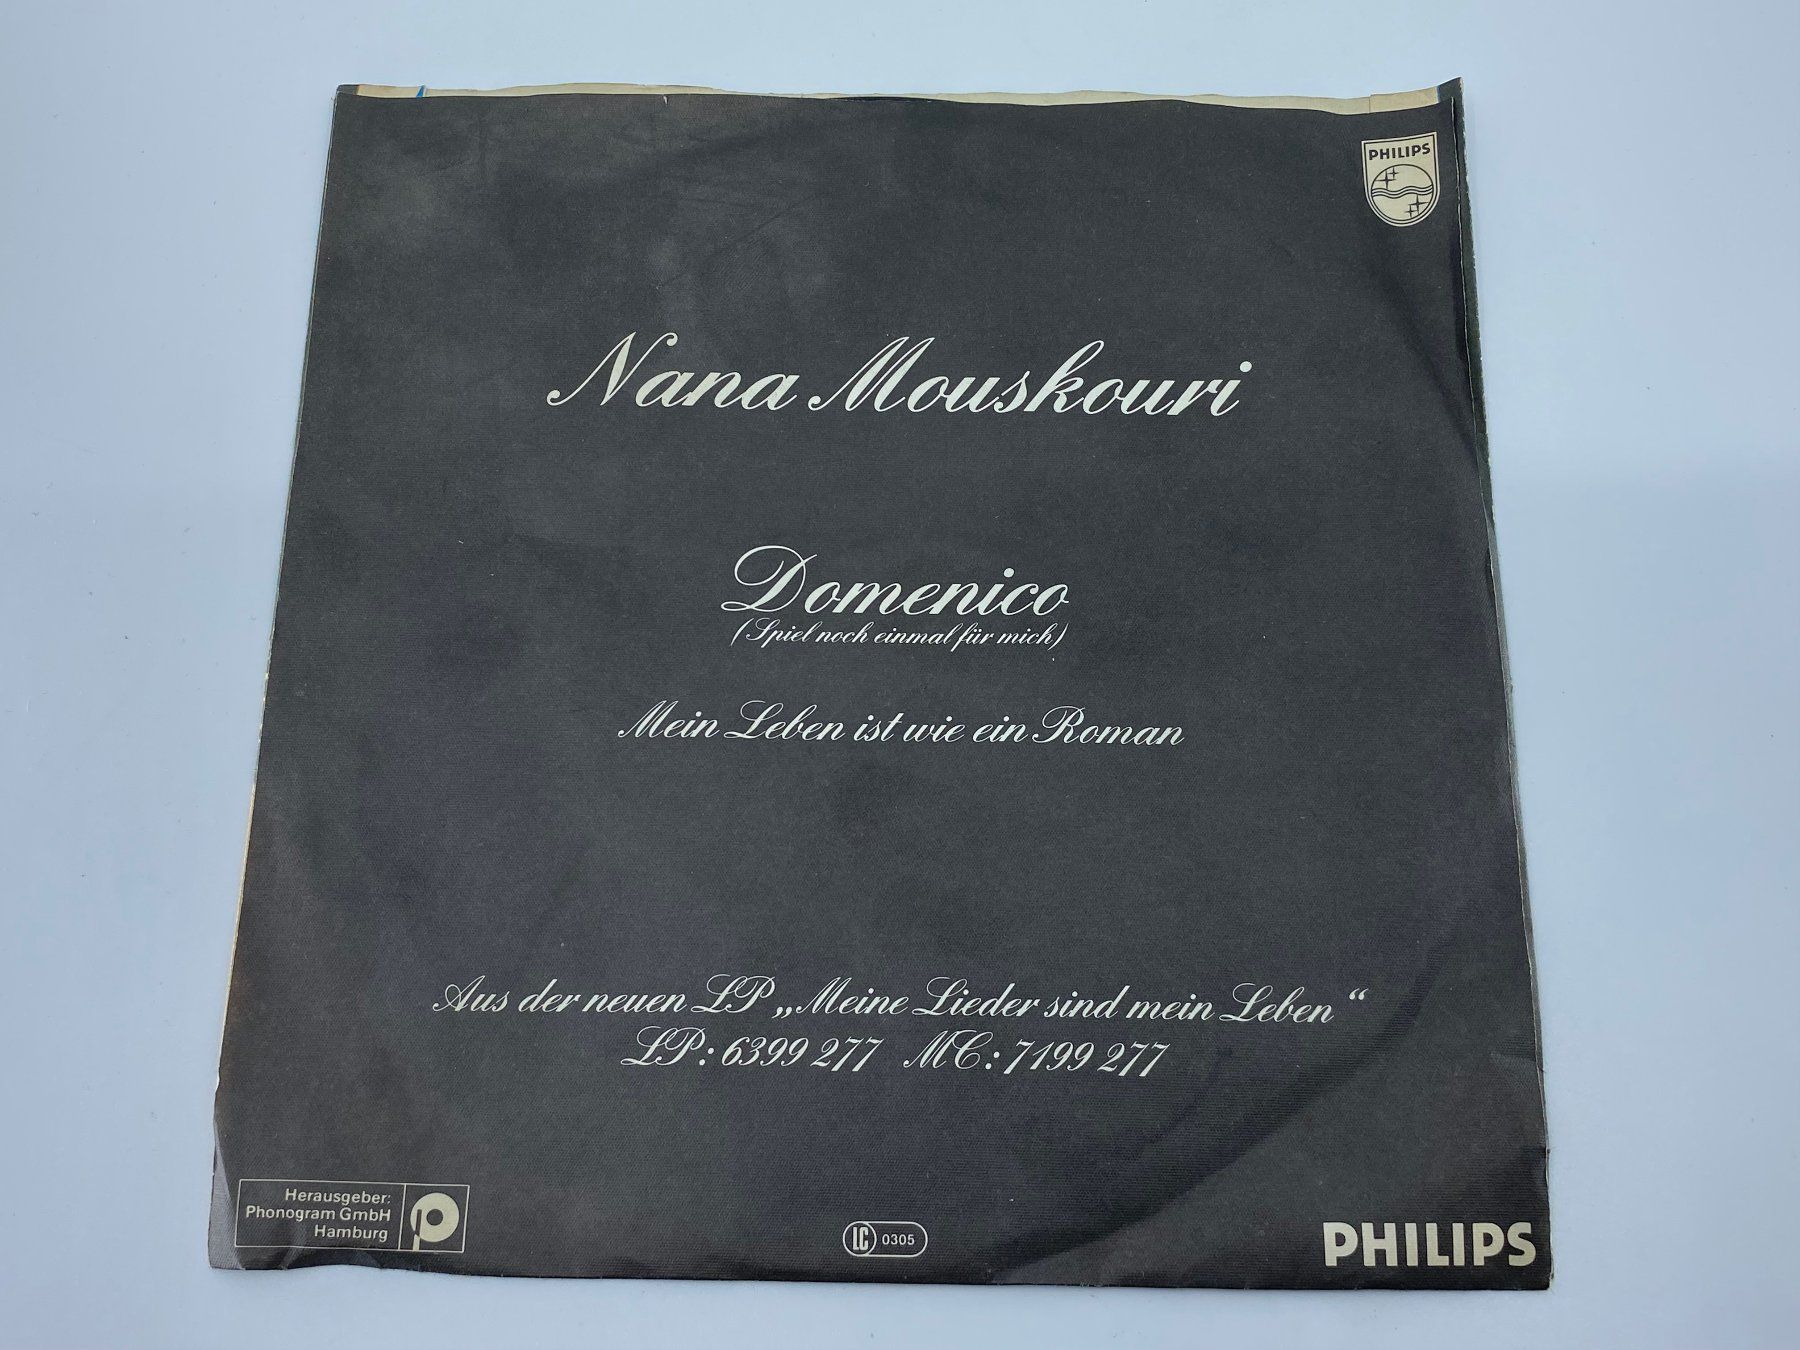 PHILIPS
Nana Mouskouri
Domenico
(Spiel noch einmal für mich)
Mein Leben ist wie ein Roman
Aus der neuen LP „Meine Lieder sind mein Leben“
LP: 6399 277 MC: 7199 277
Herausgeber:
Phonogram GmbH
Hamburg
LC 0305
PHILIPS